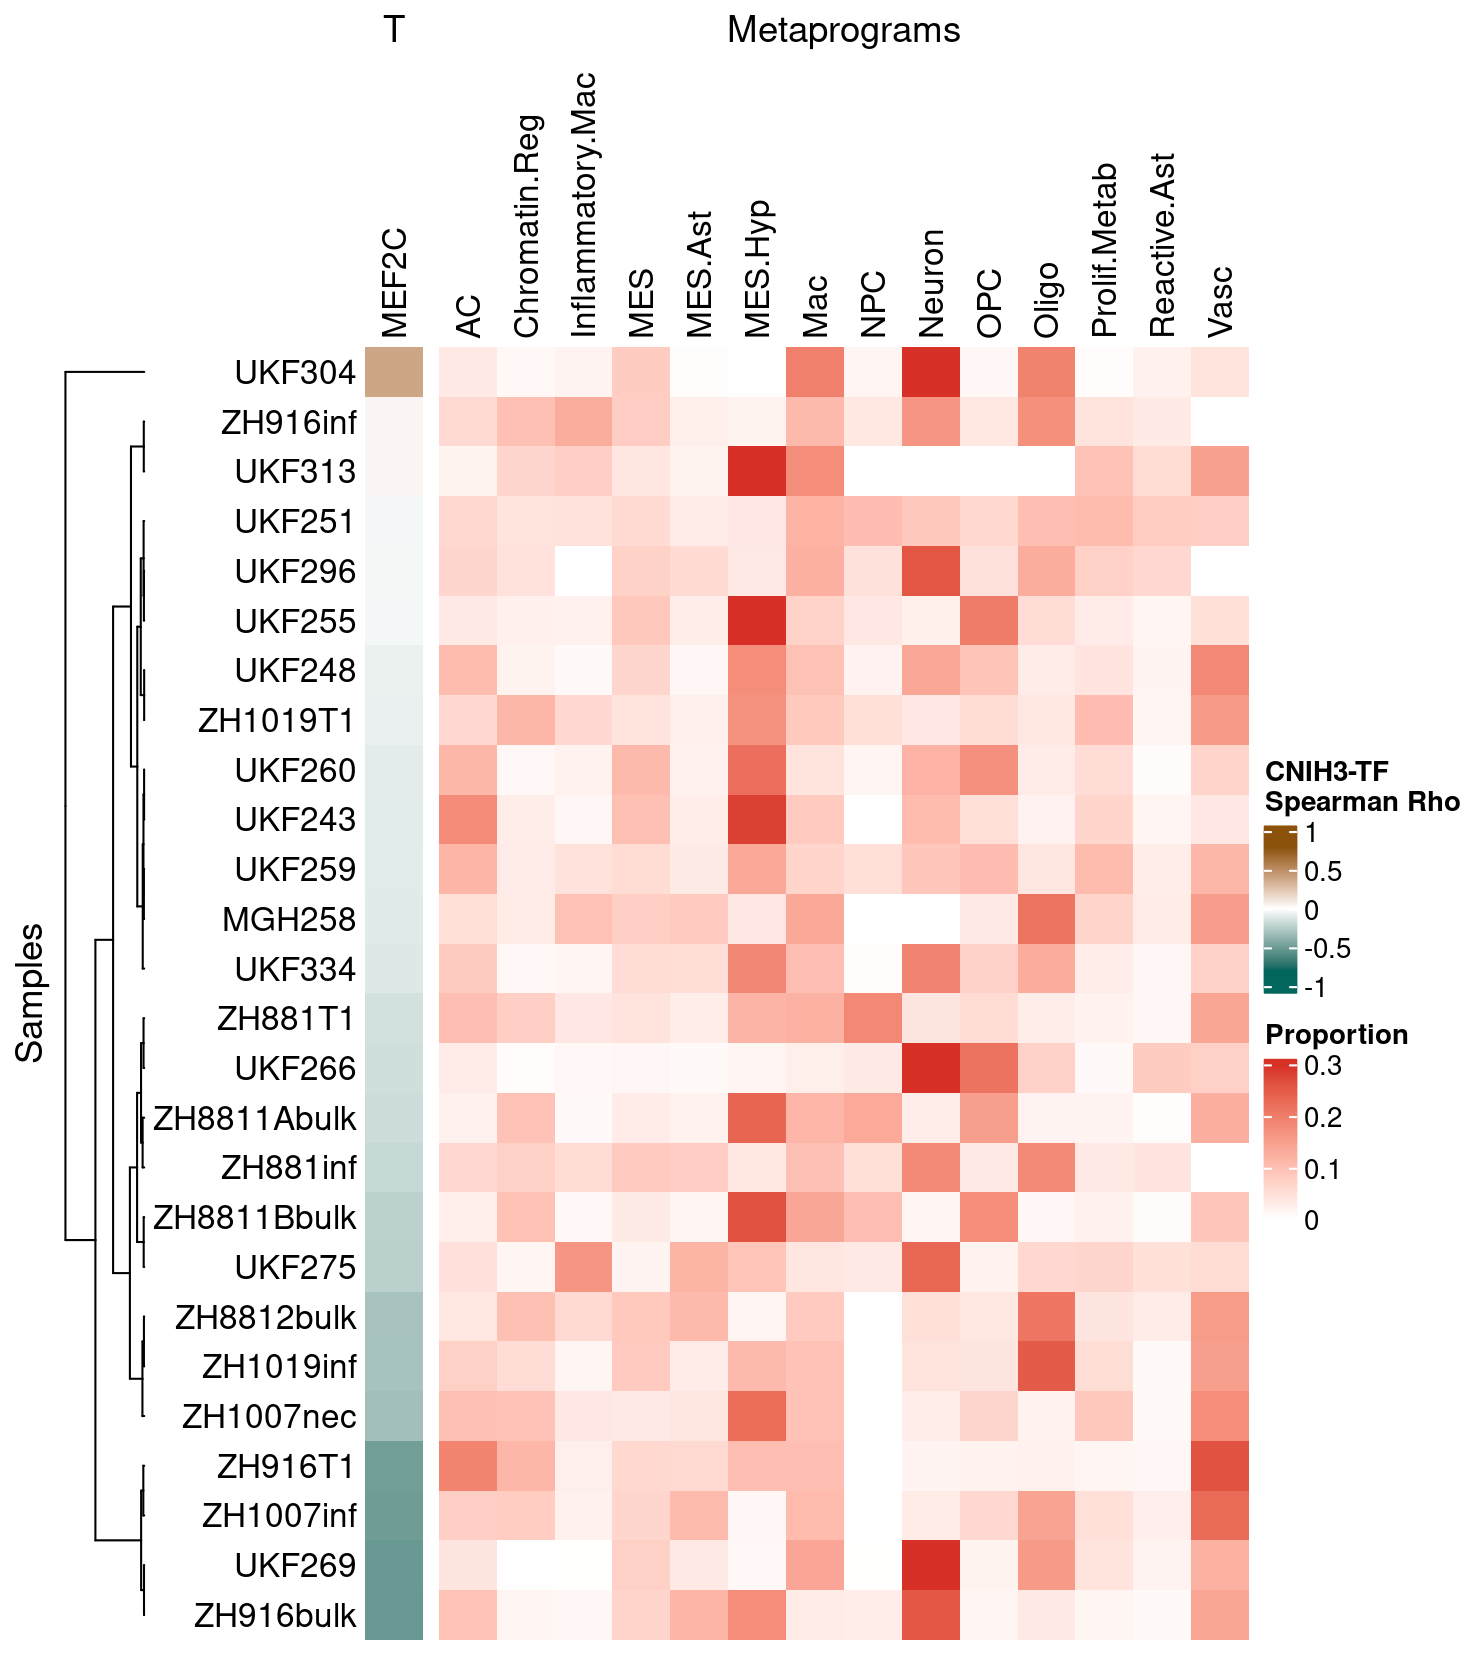 T
Metaprograms
MEF2C
AC
Chromatin.Reg
Inflammatory.Mac
MES
MES.Ast
MES.Hyp
Mac
NPC
Neuron
OPC
Oligo
Prolif.Metab
Reactive.Ast
Vasc
Samples
UKF304
ZH916inf
UKF313
UKF251
UKF296
UKF255
UKF248
ZH1019T1
UKF260
UKF243
UKF259
MGH258
UKF334
ZH881T1
UKF266
ZH8811Abulk
ZH881inf
ZH8811Bbulk
UKF275
ZH8812bulk
ZH1019inf
ZH1007nec
ZH916T1
ZH1007inf
UKF269
ZH916bulk
CNIH3-TF
Spearman Rho
1
0.5
0
-0.5
-1
Proportion
0.3
0.2
0.1
0